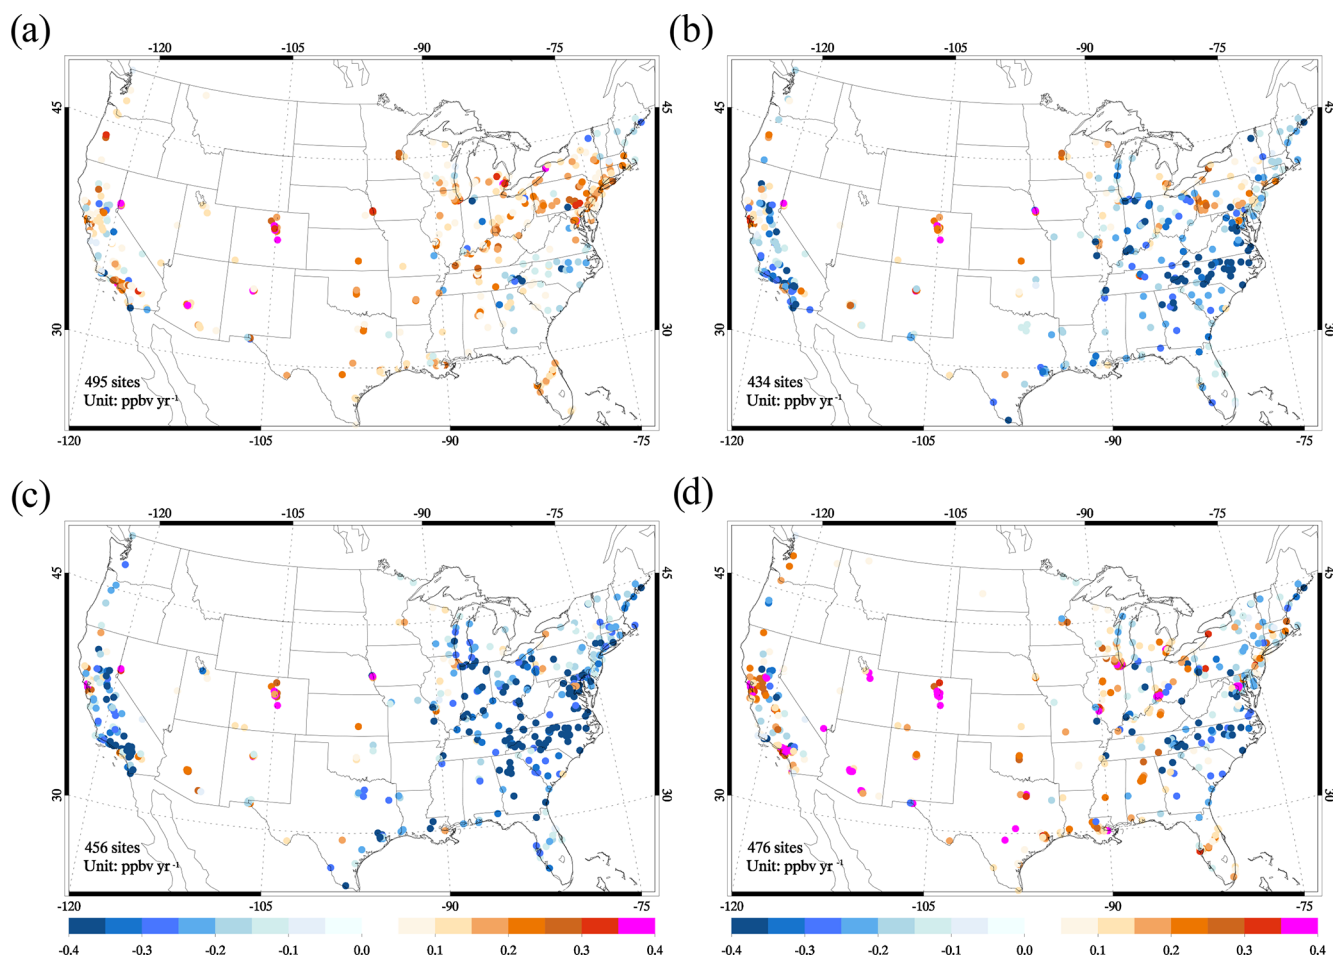 (a)
(b)
-120 -105 -90 -75
-120 -105 -90 -75
45 45
45 45
30 30
30 30
495 sites
Unit: ppbv yr⁻¹
434 sites
Unit: ppbv yr⁻¹
-120 -105 -90 -75
-120 -105 -90 -75
(c)
(d)
-120 -105 -90 -75
-120 -105 -90 -75
45 45
45 45
30 30
30 30
456 sites
Unit: ppbv yr⁻¹
476 sites
Unit: ppbv yr⁻¹
-120 -105 -90 -75
-120 -105 -90 -75
-0.4 -0.3 -0.2 -0.1 0.0 0.1 0.2 0.3 0.4
-0.4 -0.3 -0.2 -0.1 0.0 0.1 0.2 0.3 0.4